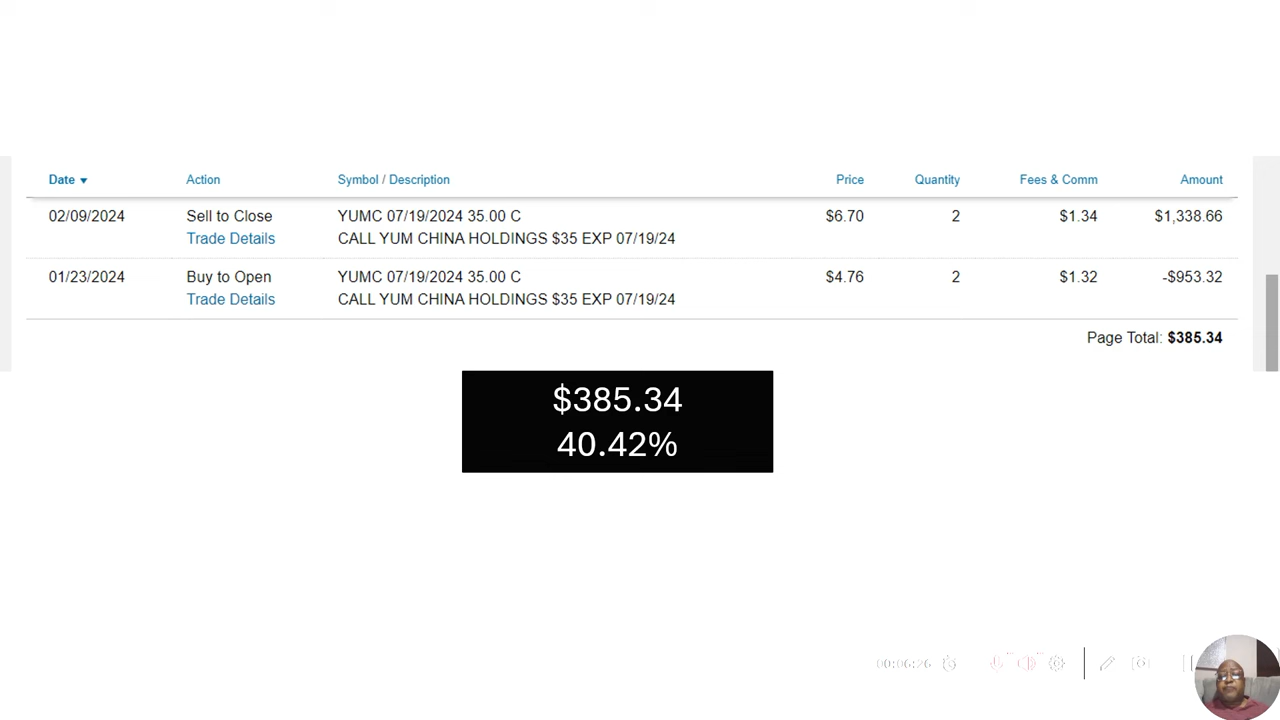 Date Action Symbol / Description Price Quantity Fees & Comm Amount
02/09/2024 Sell to Close YUMC 07/19/2024 35.00 C $6.70 2 $1.34 $1,338.66
Trade Details CALL YUM CHINA HOLDINGS $35 EXP 07/19/24
01/23/2024 Buy to Open YUMC 07/19/2024 35.00 C $4.76 2 $1.32 -$953.32
Trade Details CALL YUM CHINA HOLDINGS $35 EXP 07/19/24
Page Total: $385.34
$385.34
40.42%
00:06:26